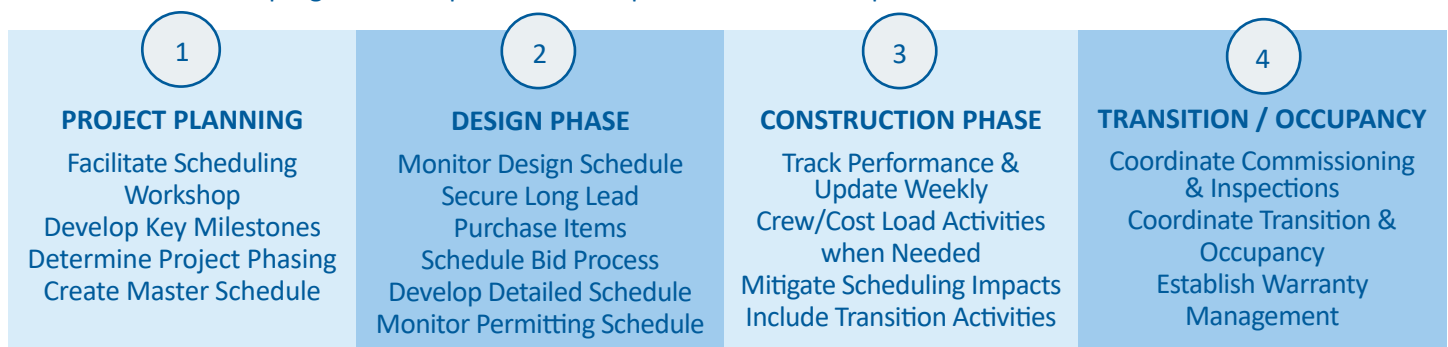 1
PROJECT PLANNING
Facilitate Scheduling
Workshop
Develop Key Milestones
Determine Project Phasing
Create Master Schedule
2
DESIGN PHASE
Monitor Design Schedule
Secure Long Lead
Purchase Items
Schedule Bid Process
Develop Detailed Schedule
Monitor Permitting Schedule
3
CONSTRUCTION PHASE
Track Performance &
Update Weekly
Crew/Cost Load Activities
when Needed
Mitigate Scheduling Impacts
Include Transition Activities
4
TRANSITION / OCCUPANCY
Coordinate Commissioning
& Inspections
Coordinate Transition &
Occupancy
Establish Warranty
Management